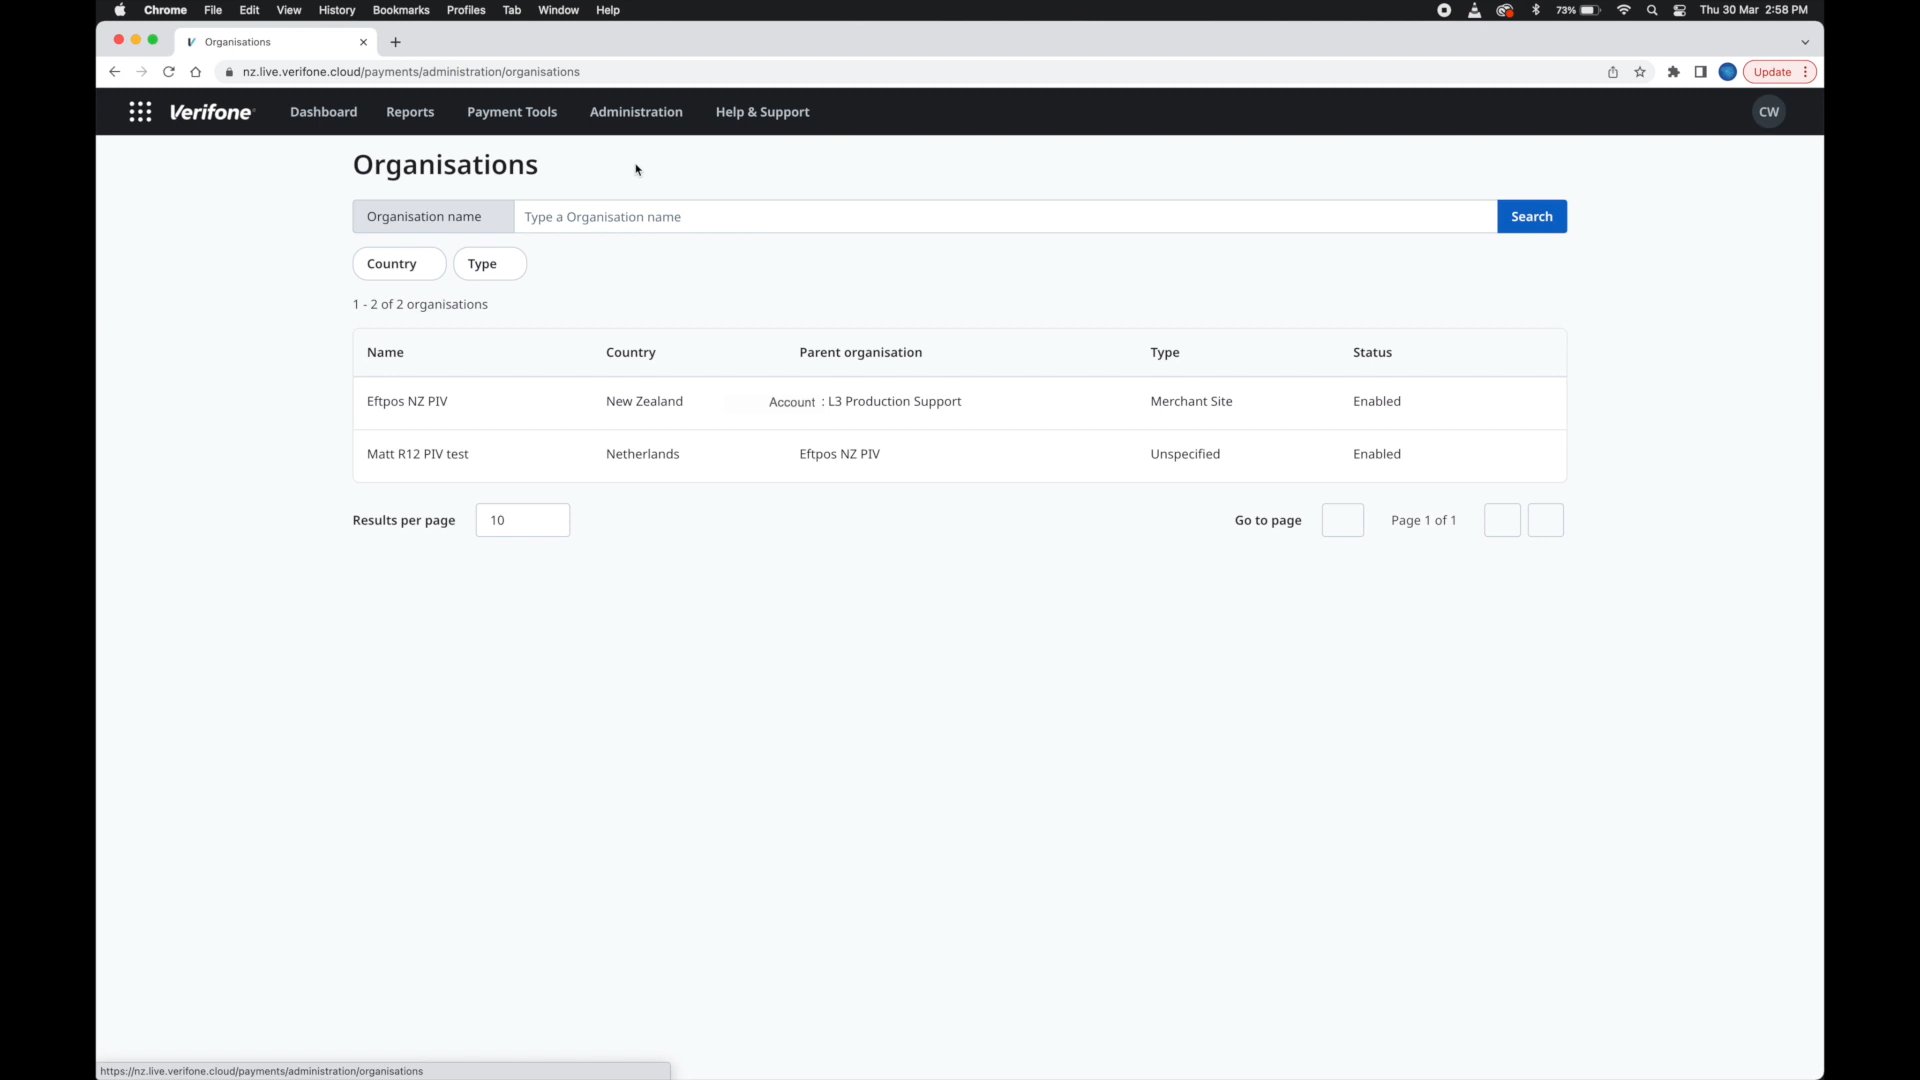 Chrome File Edit View History Bookmarks Profiles Tab Window Help 73% Thu 30 Mar 2:58 PM
Organisations
nz.live.verifone.cloud/payments/administration/organisations Update
Verifone Dashboard Reports Payment Tools Administration Help & Support CW
Organisations
Organisation name Type a Organisation name Search
Country Type
1 - 2 of 2 organisations
Name Country Parent organisation Type Status
Eftpos NZ PIV New Zealand Account : L3 Production Support Merchant Site Enabled
Matt R12 PIV test Netherlands Eftpos NZ PIV Unspecified Enabled
Results per page 10 Go to page Page 1 of 1
https://nz.live.verifone.cloud/payments/administration/organisations